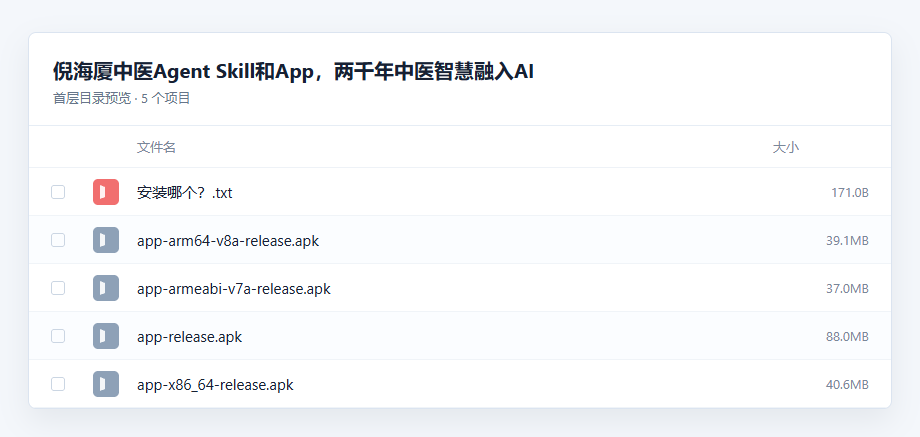 倪海厦中医Agent Skill和App，两千年中医智慧融入AI
首层目录预览 · 5 个项目
文件名 大小
安装哪个？.txt 171.0B
app-arm64-v8a-release.apk 39.1MB
app-armeabi-v7a-release.apk 37.0MB
app-release.apk 88.0MB
app-x86_64-release.apk 40.6MB